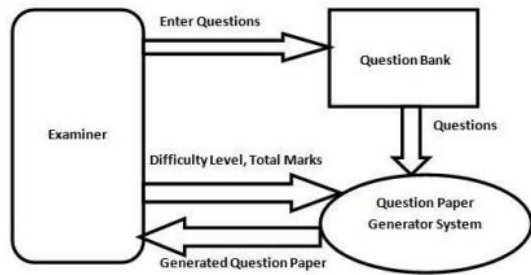 Enter Questions
Question Bank
Examiner
Questions
Difficulty Level, Total Marks
Question Paper
Generator System
Generated Question Paper